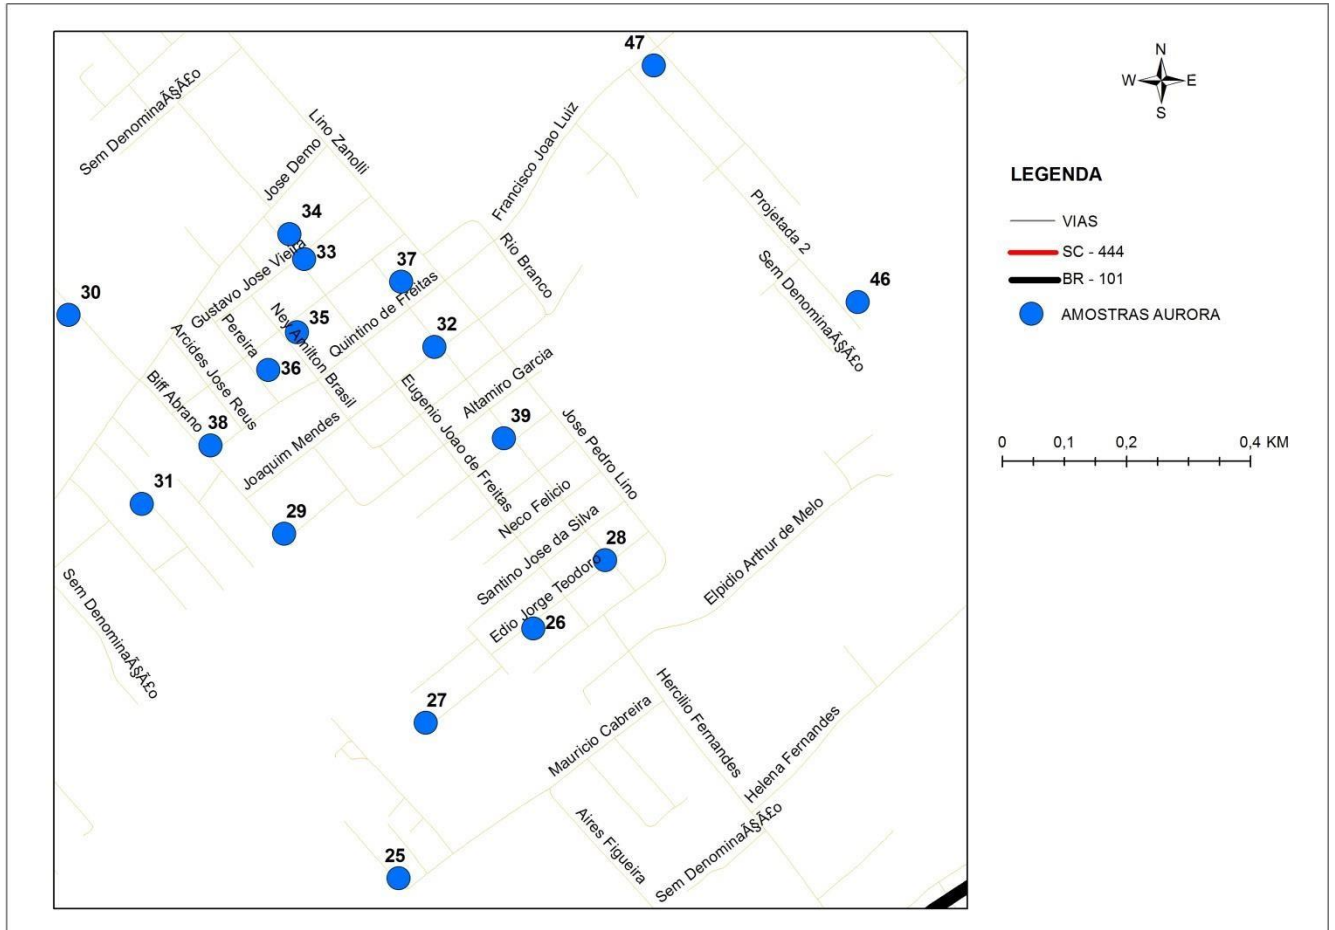 47
N
W E
S
Sem DenominaÃ§Ã£o
Lino Zanolli
Jose Demo
Francisco Joao Luiz
LEGENDA
VIAS
SC - 444
BR - 101
AMOSTRAS AURORA
34
33
Gustavo Jose Vieira
37
Rio Branco
Projetada 2
Sem DenominaÃ§Ã£o
46
30
35
Ney Amilton Brasil
Quintino de Freitas
32
Pereira
36
Arcides Jose Reus
Biff Abrano
38
Joaquim Mendes
Eugenio Joao de Freitas
Altamiro Garcia
39
Jose Pedro Lino
0 0,1 0,2 0,4 KM
31
29
Neco Felicio
Santino Jose da Silva
28
Edio Jorge Teodoro
26
Elpidio Arthur de Melo
Sem DenominaÃ§Ã£o
27
Hercilio Fernandes
Mauricio Cabreira
Helena Fernandes
Aires Figueira
Sem DenominaÃ§Ã£o
25